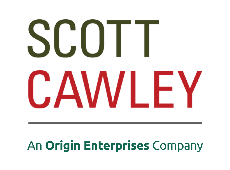 SCOTT
CAWLEY
An Origin Enterprises Company